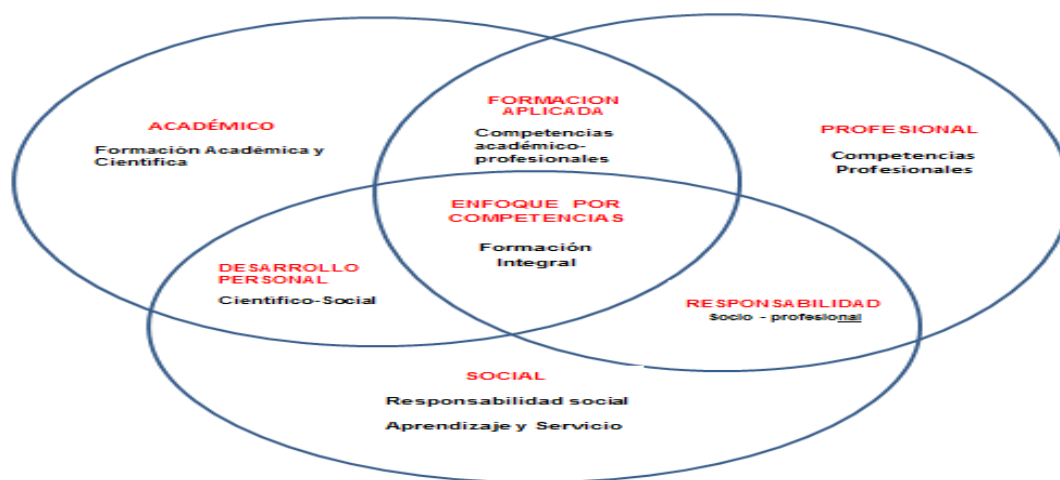 ACADÉMICO
Formación Académica y
Científica
FORMACION
APLICADA
Competencias
académico-
profesionales
PROFESIONAL
Competencias
Profesionales
ENFOQUE POR
COMPETENCIAS
Formación
Integral
DESARROLLO
PERSONAL
Científico-Social
RESPONSABILIDAD
Socio - profesional
SOCIAL
Responsabilidad social
Aprendizaje y Servicio